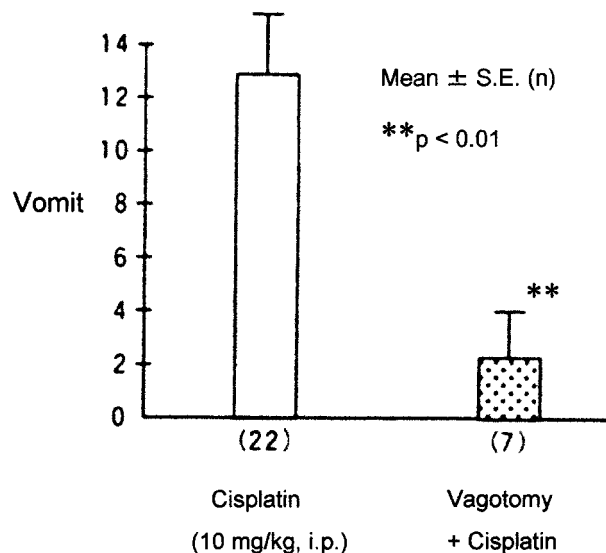 14
12
10
8
6
4
2
0
Vomit
Mean ± S.E. (n)
**p < 0.01
**
(22)
(7)
Cisplatin
(10 mg/kg, i.p.)
Vagotomy
+ Cisplatin